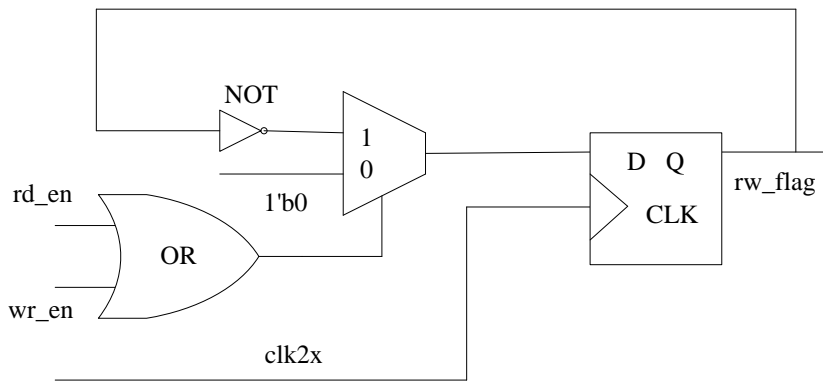 NOT
1
0
1'b0
rd_en
OR
wr_en
D Q
CLK
rw_flag
clk2x